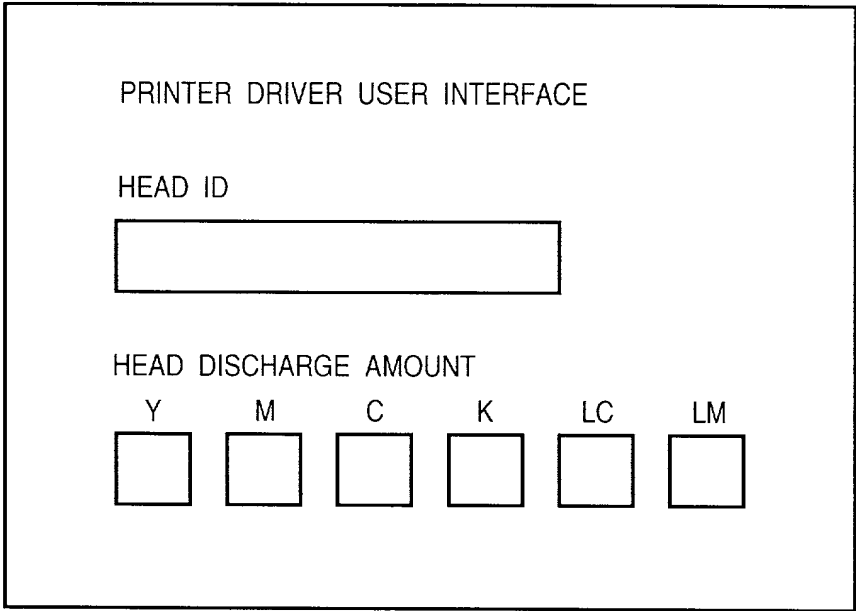 PRINTER DRIVER USER INTERFACE
HEAD ID
HEAD DISCHARGE AMOUNT
Y M C K LC LM